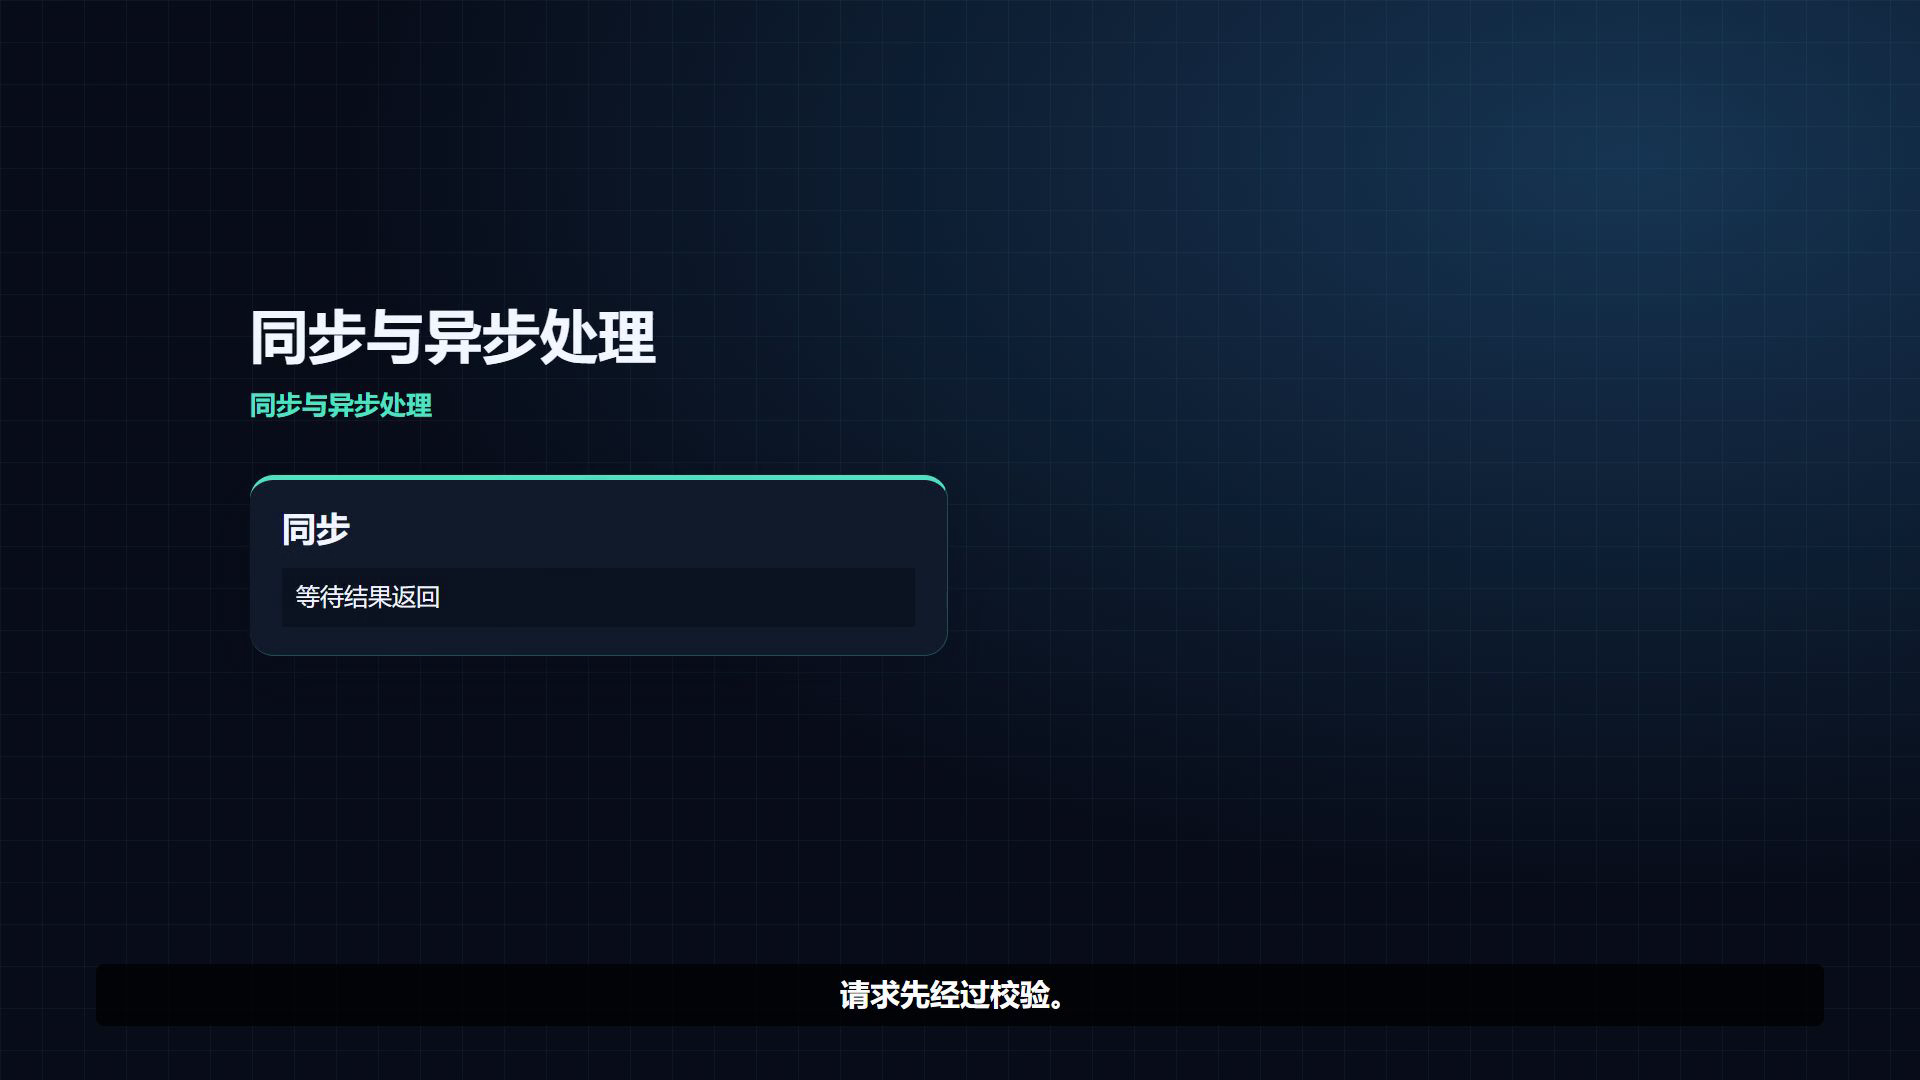 同步与异步处理
同步与异步处理
同步
等待结果返回
请求先经过校验。